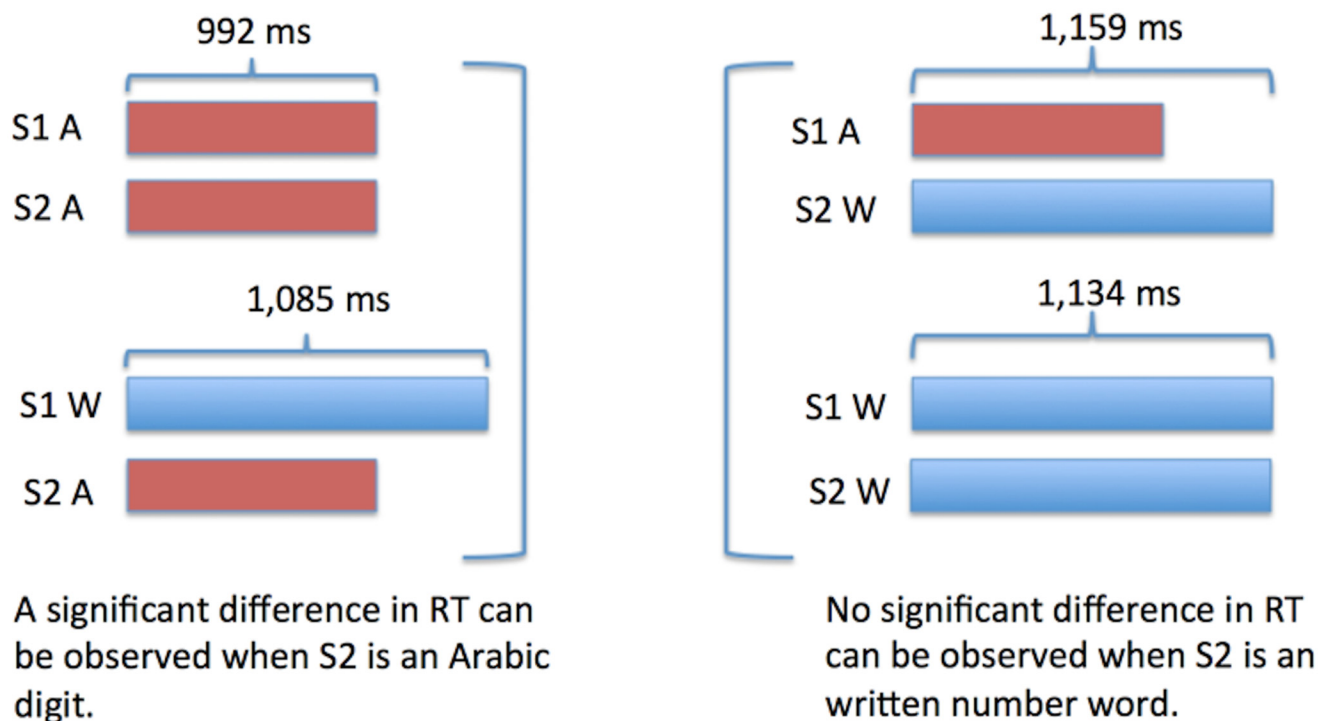 992 ms
S1 A
S2 A
1,085 ms
S1 W
S2 A
A significant difference in RT can
be observed when S2 is an Arabic
digit.
1,159 ms
S1 A
S2 W
1,134 ms
S1 W
S2 W
No significant difference in RT
can be observed when S2 is an
written number word.